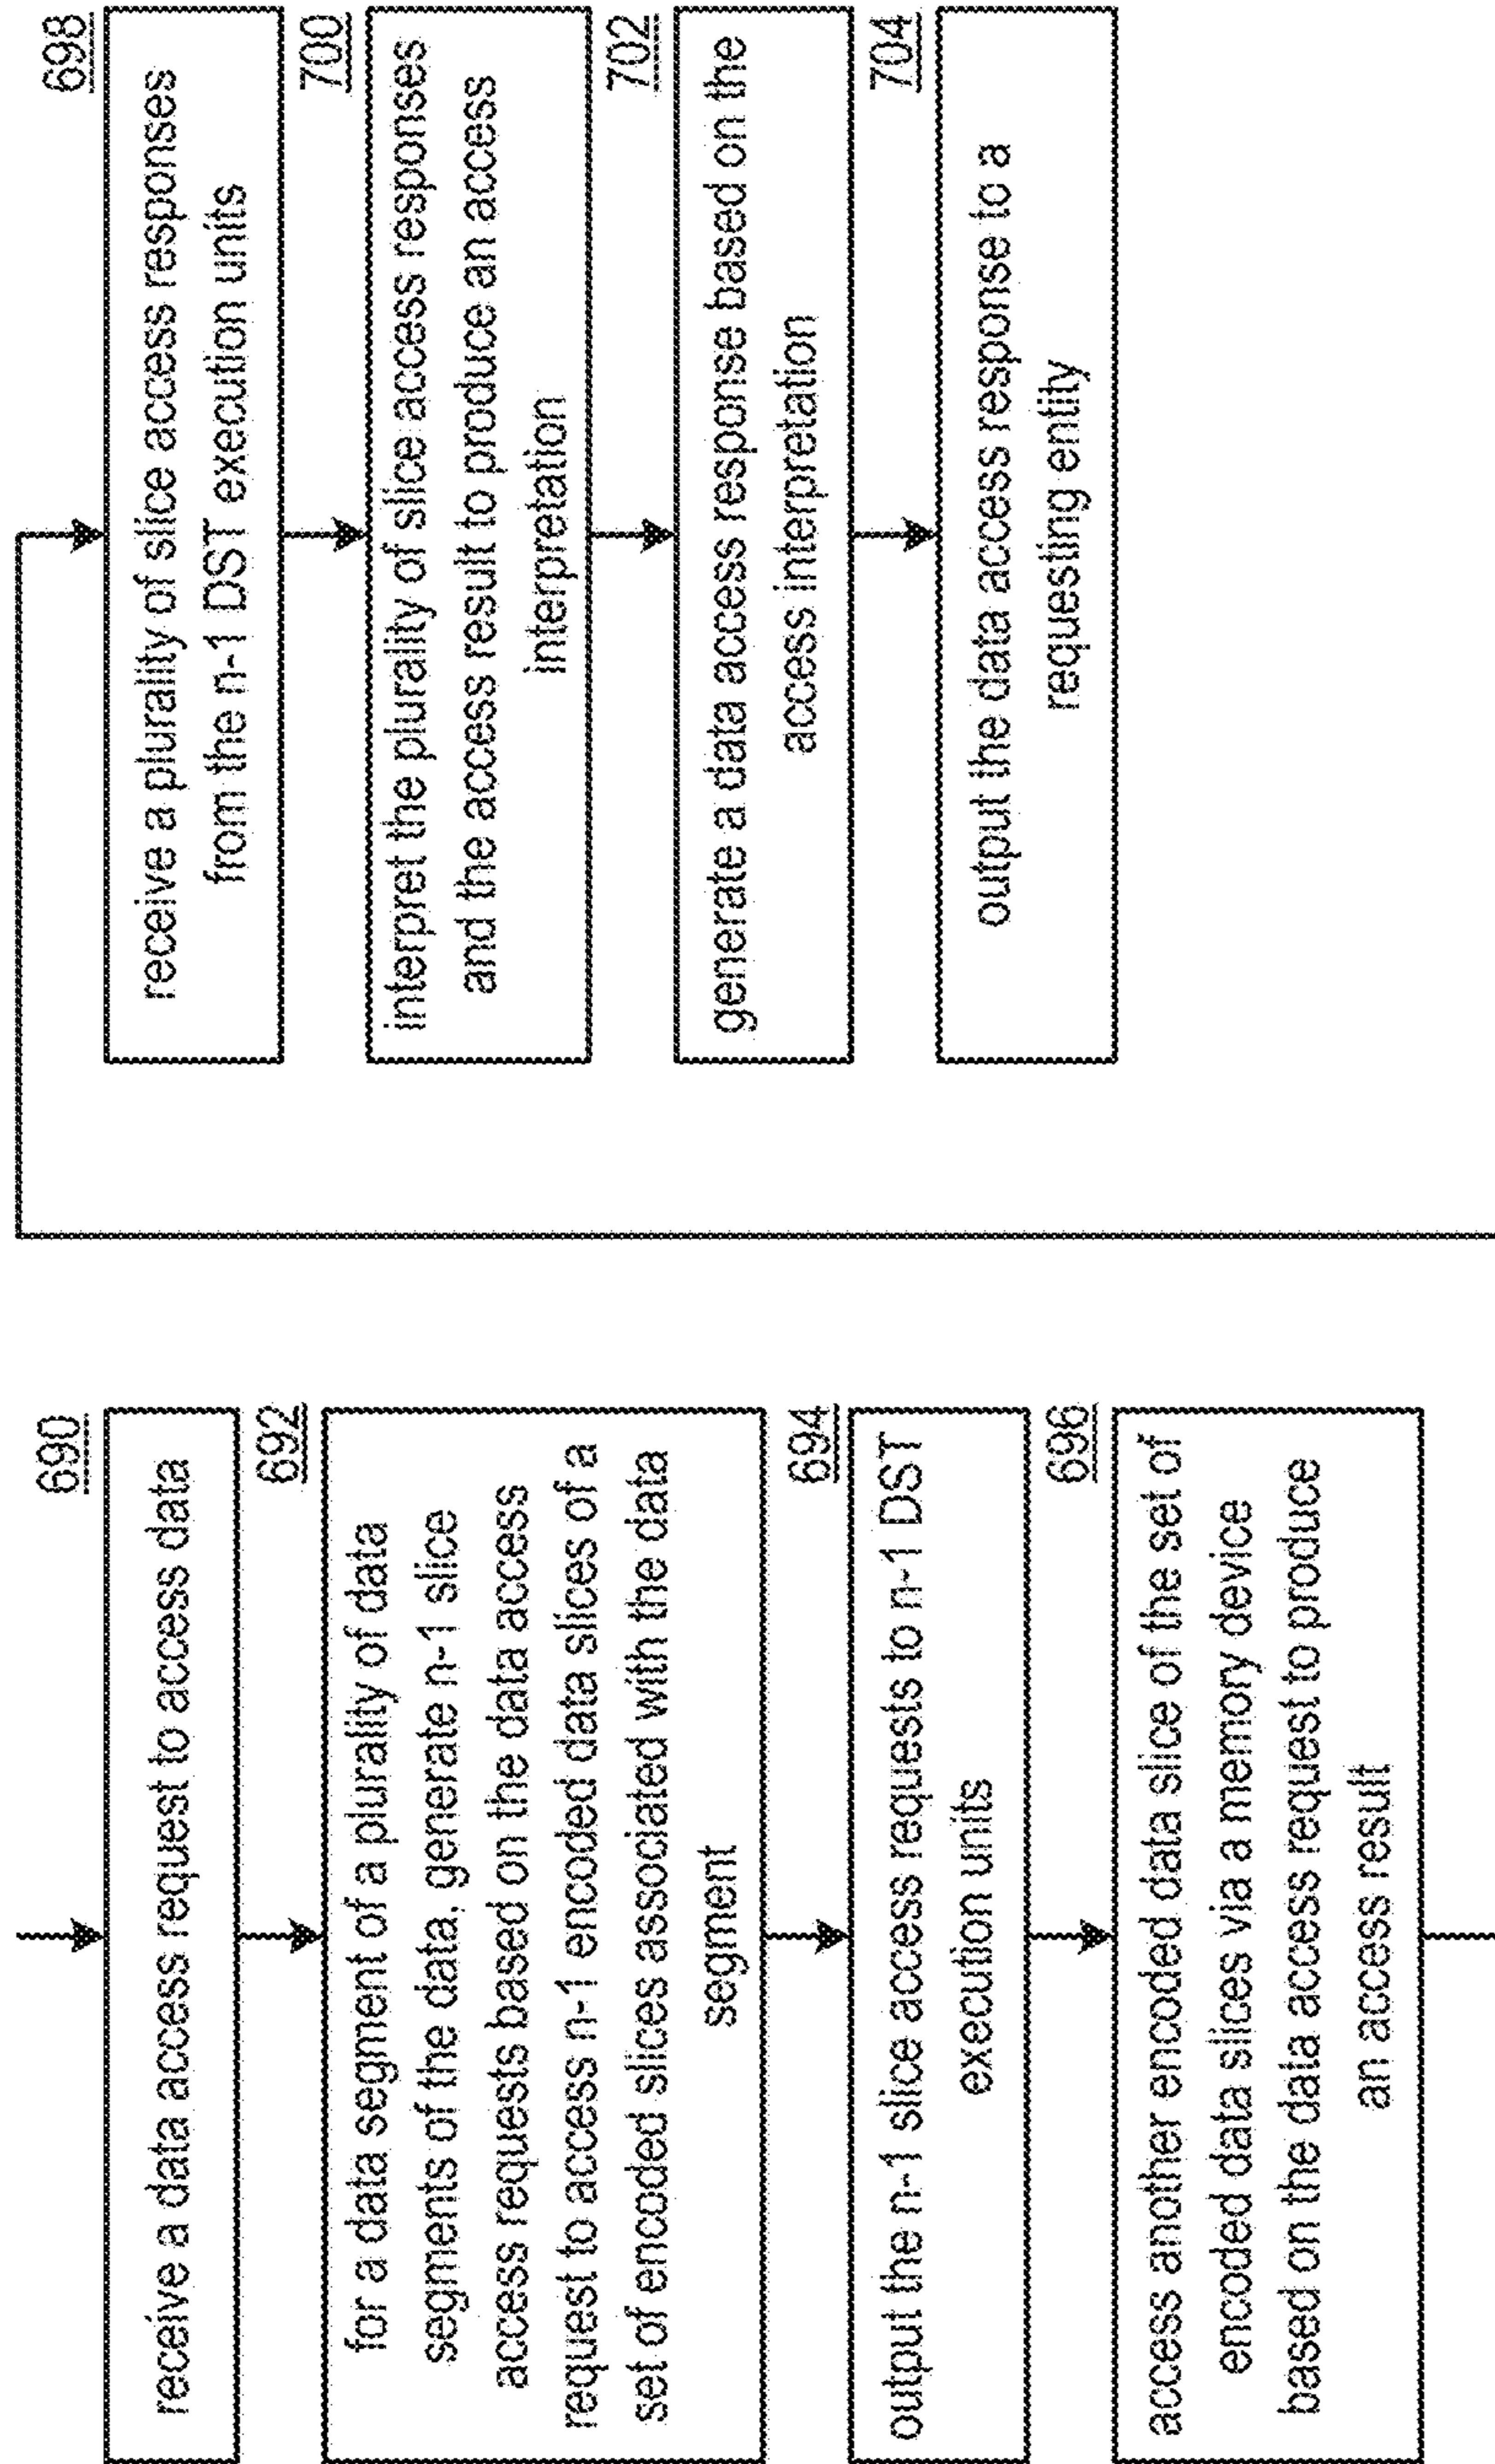 690
receive a data access request to access data
692
for a data segment of a plurality of data
segments of the data, generate n-1 slice
access requests based on the data access
request to access n-1 encoded data slices of a
set of encoded slices associated with the data
segment
694
output the n-1 slice access requests to n-1 DST
execution units
696
access another encoded data slice of the set of
encoded data slices via a memory device
based on the data access request to produce
an access result
698
receive a plurality of slice access responses
from the n-1 DST execution units
700
interpret the plurality of slice access responses
and the access result to produce an access
interpretation
702
generate a data access response based on the
access interpretation
704
output the data access response to a
requesting entity